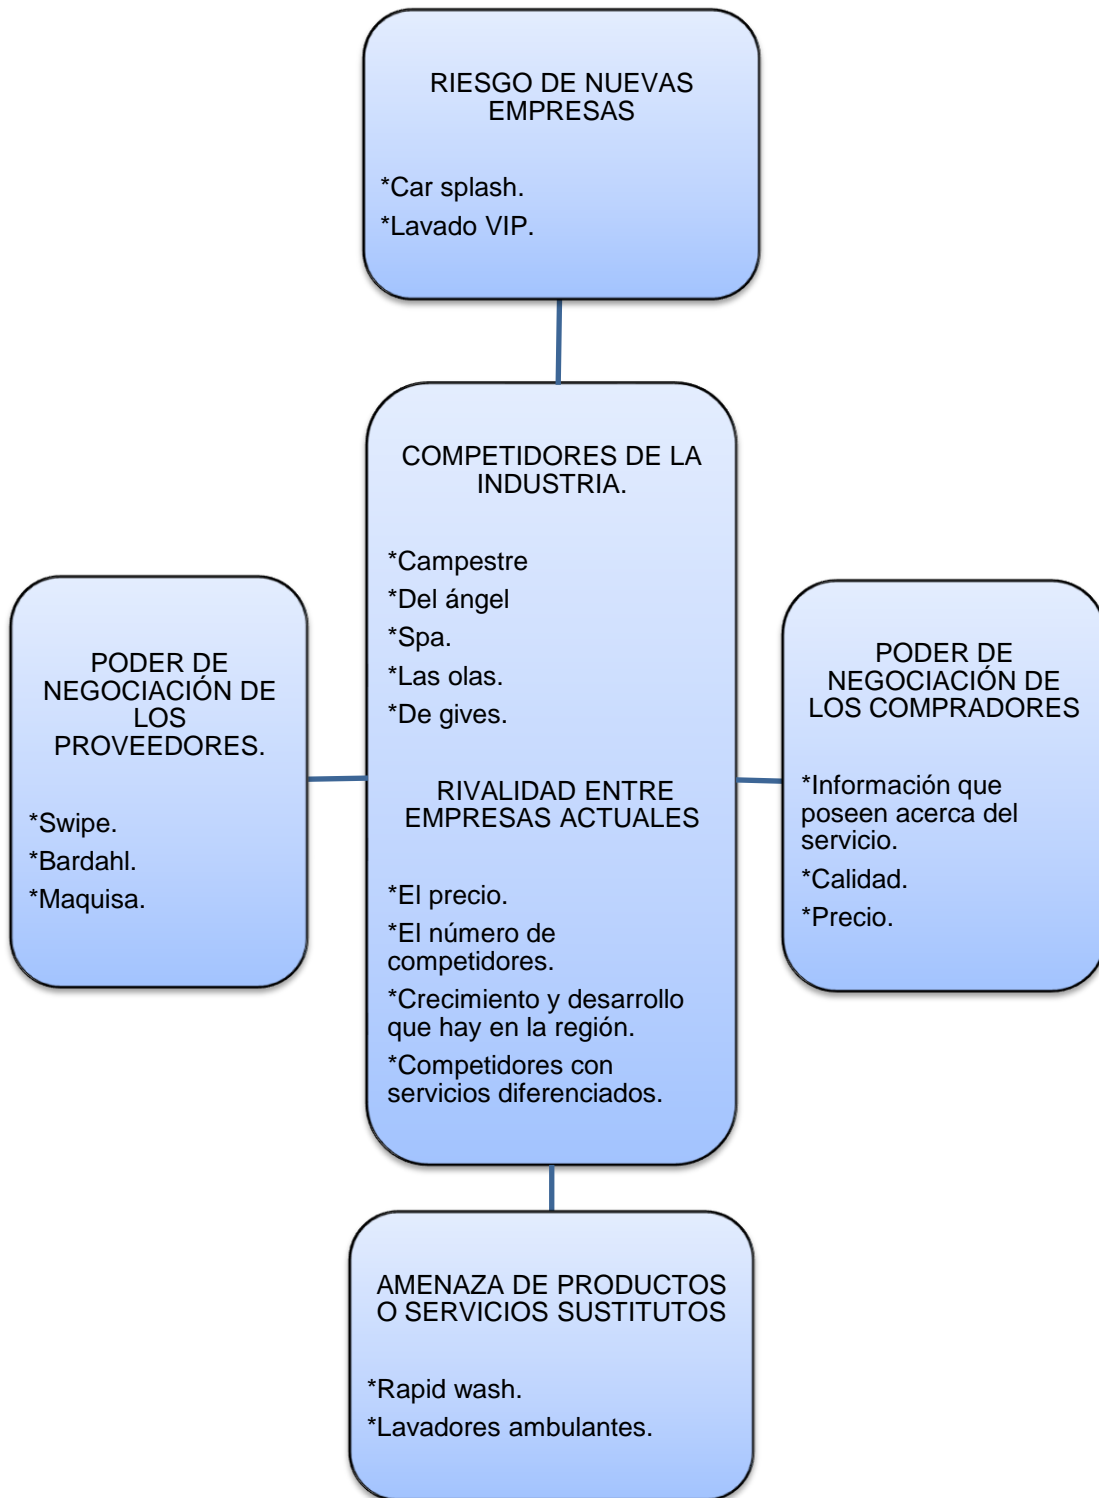 RIESGO DE NUEVAS
EMPRESAS
*Car splash.
*Lavado VIP.
COMPETIDORES DE LA
INDUSTRIA.
*Campestre
*Del ángel
*Spa.
*Las olas.
*De gives.
RIVALIDAD ENTRE
EMPRESAS ACTUALES
*El precio.
*El número de
competidores.
*Crecimiento y desarrollo
que hay en la región.
*Competidores con
servicios diferenciados.
PODER DE
NEGOCIACIÓN DE
LOS
PROVEEDORES.
*Swipe.
*Bardahl.
*Maquisa.
PODER DE
NEGOCIACIÓN DE
LOS COMPRADORES
*Información que
poseen acerca del
servicio.
*Calidad.
*Precio.
AMENAZA DE PRODUCTOS
O SERVICIOS SUSTITUTOS
*Rapid wash.
*Lavadores ambulantes.